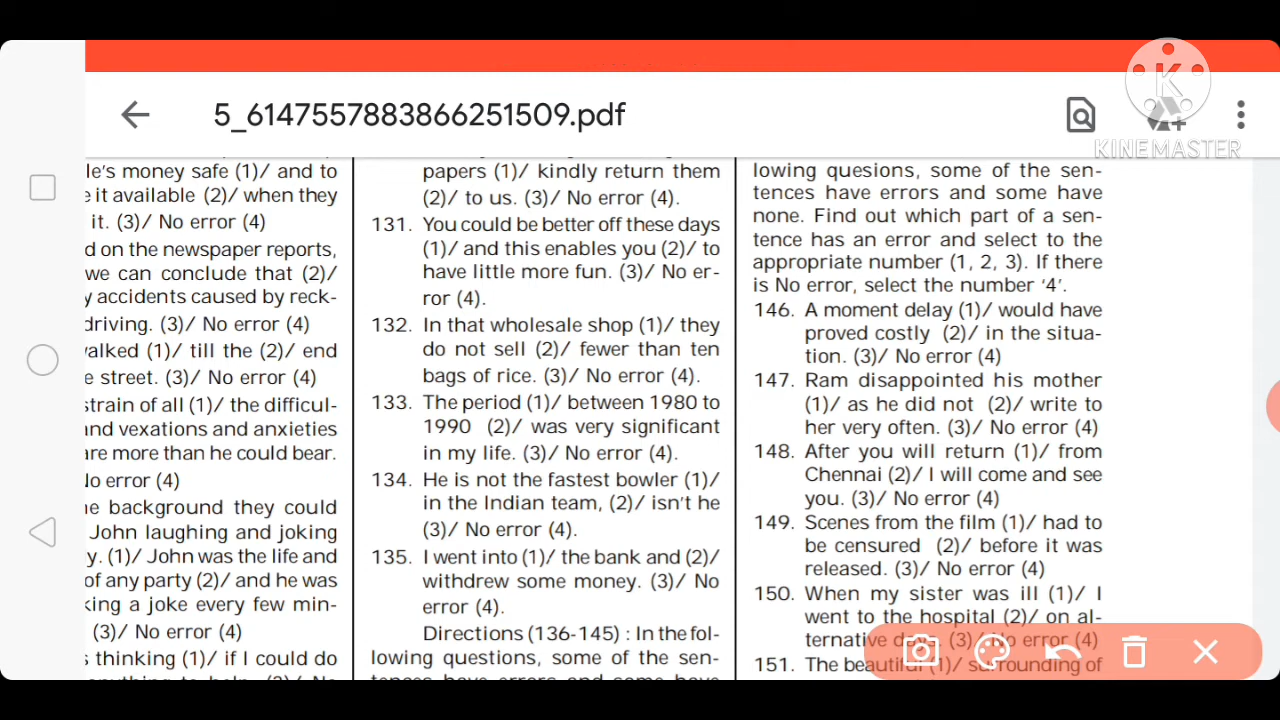 5_6147557883866251509.pdf
KINEMASTER
le's money safe (1)/ and to
e it available (2)/ when they
it. (3)/ No error (4)
d on the newspaper reports,
we can conclude that (2)/
y accidents caused by reck-
driving. (3)/ No error (4)
valked (1)/ till the (2)/ end
e street. (3)/ No error (4)
strain of all (1)/ the difficul-
and vexations and anxieties
are more than he could bear.
No error (4)
ne background they could
John laughing and joking
y. (1)/ John was the life and
of any party (2)/ and he was
king a joke every few min-
(3)/ No error (4)
s thinking (1)/ if I could do
papers (1)/ kindly return them
(2)/ to us. (3)/ No error (4).
131. You could be better off these days
(1)/ and this enables you (2)/ to
have little more fun. (3)/ No er-
ror (4).
132. In that wholesale shop (1)/ they
do not sell (2)/ fewer than ten
bags of rice. (3)/ No error (4).
133. The period (1)/ between 1980 to
1990 (2)/ was very significant
in my life. (3)/ No error (4).
134. He is not the fastest bowler (1)/
in the Indian team, (2)/ isn't he
(3)/ No error (4).
135. I went into (1)/ the bank and (2)/
withdrew some money. (3)/ No
error (4).
Directions (136-145) : In the fol-
lowing questions, some of the sen-
tences have errors and some have
lowing quesions, some of the sen-
tences have errors and some have
none. Find out which part of a sen-
tence has an error and select to the
appropriate number (1, 2, 3). If there
is No error, select the number ‘4’.
146. A moment delay (1)/ would have
proved costly (2)/ in the situa-
tion. (3)/ No error (4)
147. Ram disappointed his mother
(1)/ as he did not (2)/ write to
her very often. (3)/ No error (4)
148. After you will return (1)/ from
Chennai (2)/ I will come and see
you. (3)/ No error (4)
149. Scenes from the film (1)/ had to
be censured (2)/ before it was
released. (3)/ No error (4)
150. When my sister was ill (1)/ I
went to the hospital (2)/ on al-
ternative days. (3)/ No error (4)
151. The beautiful (1)/ surrounding of